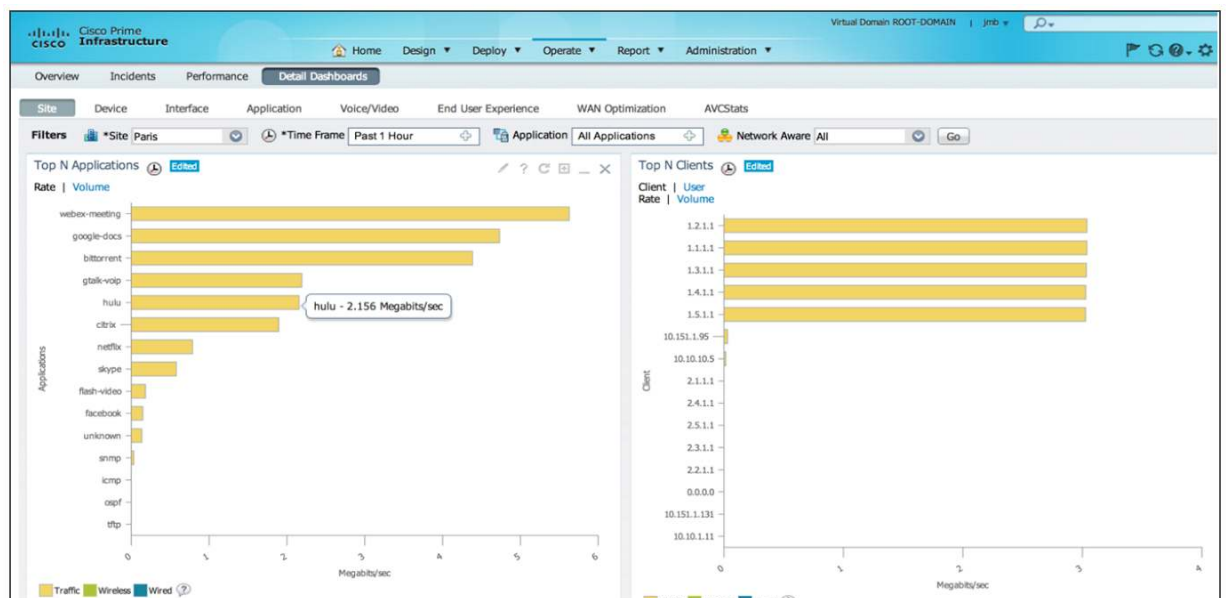 Virtual Domain ROOT-DOMAIN | jmb
cisco Cisco Prime Infrastructure
Home Design Deploy Operate Report Administration
Overview Incidents Performance Detail Dashboards
Site Device Interface Application Voice/Video End User Experience WAN Optimization AVCStats
Filters *Site Paris *Time Frame Past 1 Hour Application All Applications Network Aware All Go
Top N Applications Edited
Rate | Volume
webex-meeting
google-docs
bittorrent
gtalk-voip
hulu
hulu - 2.156 Megabits/sec
citrix
netflix
skype
flash-video
facebook
unknown
snmp
icmp
ospf
tftp
Applications
0 1 2 3 4 5 6
Megabits/sec
Traffic Wireless Wired
Top N Clients Edited
Client | User
Rate | Volume
1.2.1.1
1.1.1.1
1.3.1.1
1.4.1.1
1.5.1.1
10.151.1.95
10.10.10.5
2.1.1.1
2.4.1.1
2.5.1.1
2.3.1.1
2.2.1.1
0.0.0.0
10.151.1.131
10.10.1.11
Client
0 1 2 3 4
Megabits/sec